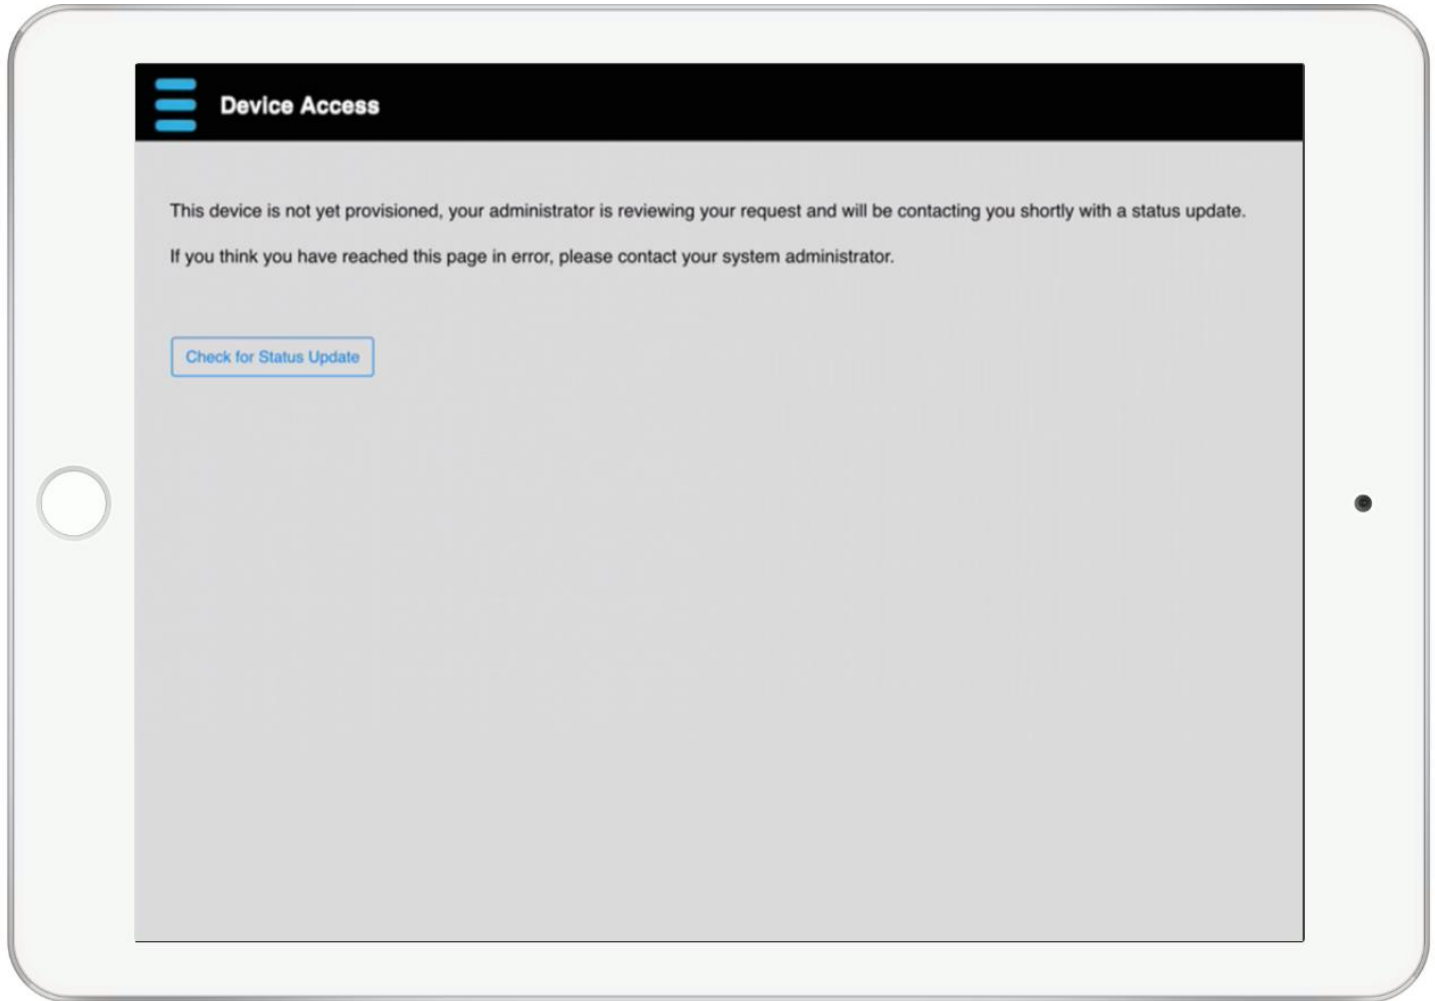 Device Access
This device is not yet provisioned, your administrator is reviewing your request and will be contacting you shortly with a status update.
If you think you have reached this page in error, please contact your system administrator.
Check for Status Update